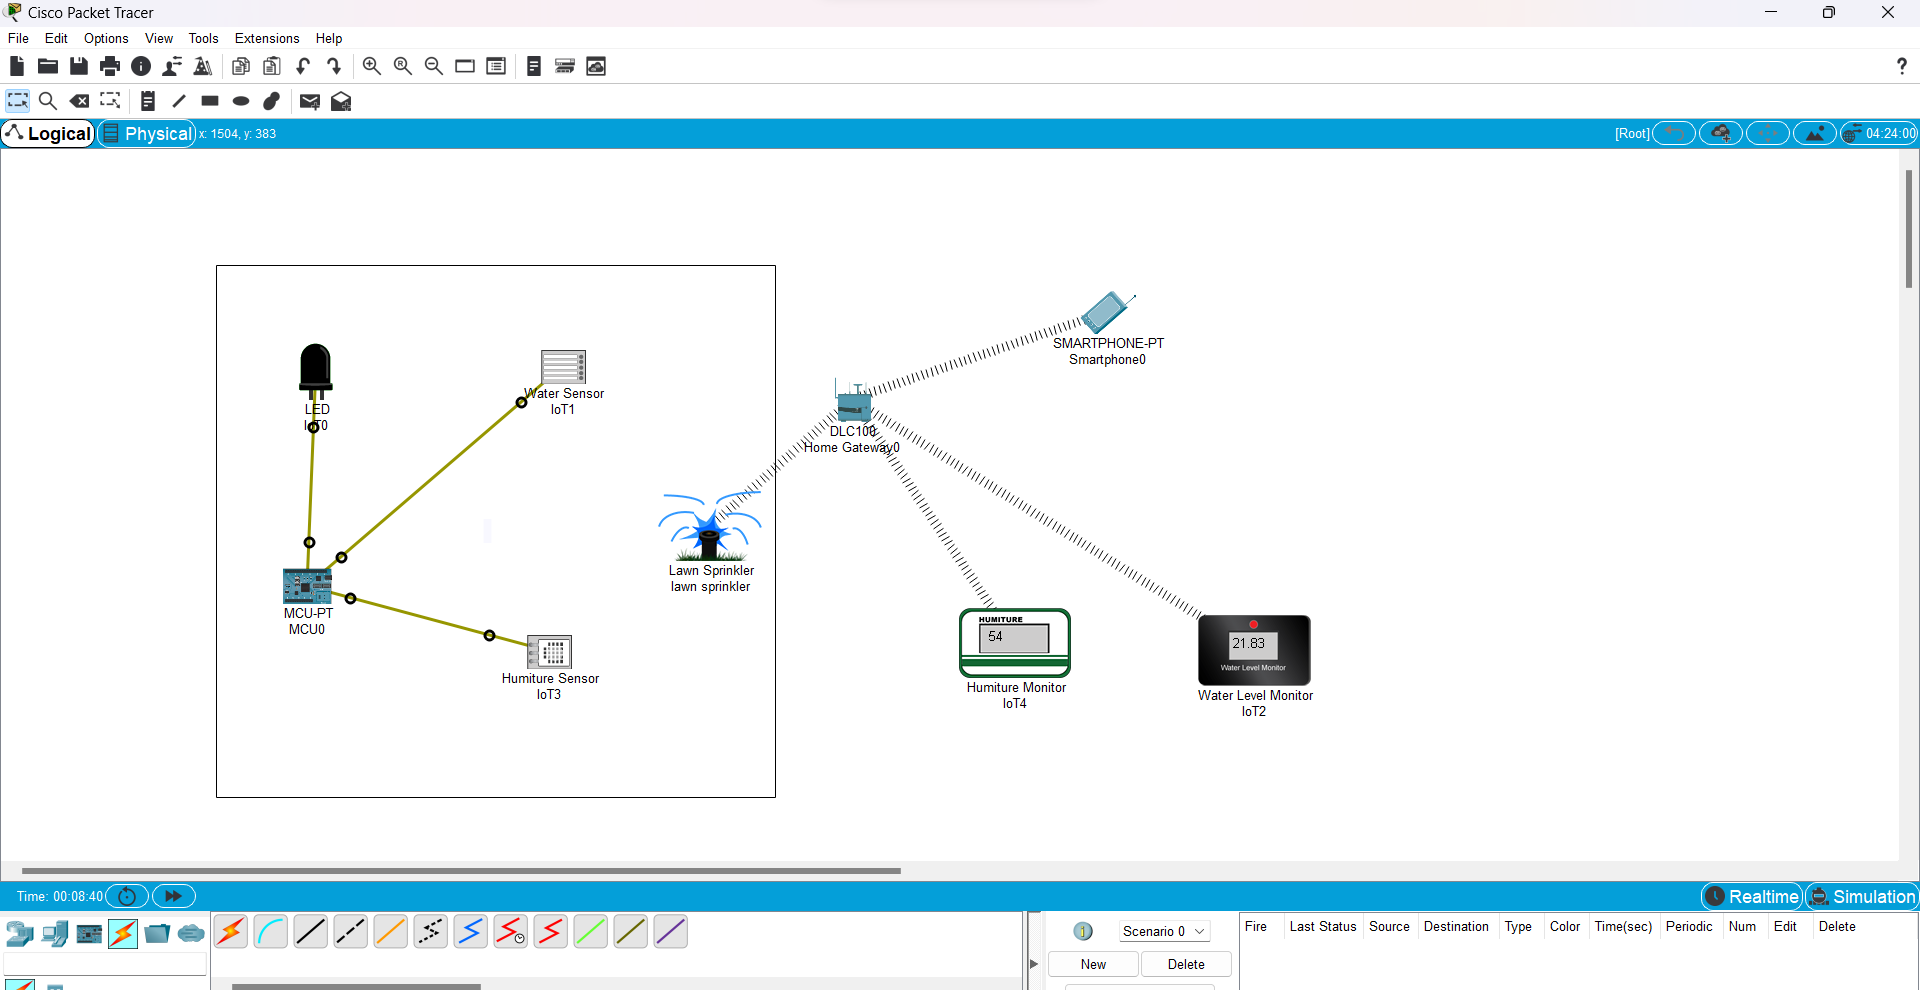 Cisco Packet Tracer
File Edit Options View Tools Extensions Help
Logical Physical x: 1504, y: 383 [Root] 04:24:00
SMARTPHONE-PT
Smartphone0
LED
IoT0
Water Sensor
IoT1
DLC100
Home Gateway0
Lawn Sprinkler
lawn sprinkler
MCU-PT
MCU0
Humiture Sensor
IoT3
HUMITURE
54
Humiture Monitor
IoT4
21.83
Water Level Monitor
Water Level Monitor
IoT2
Time: 00:08:40 Realtime Simulation
Scenario 0
New Delete
Fire Last Status Source Destination Type Color Time(sec) Periodic Num Edit Delete